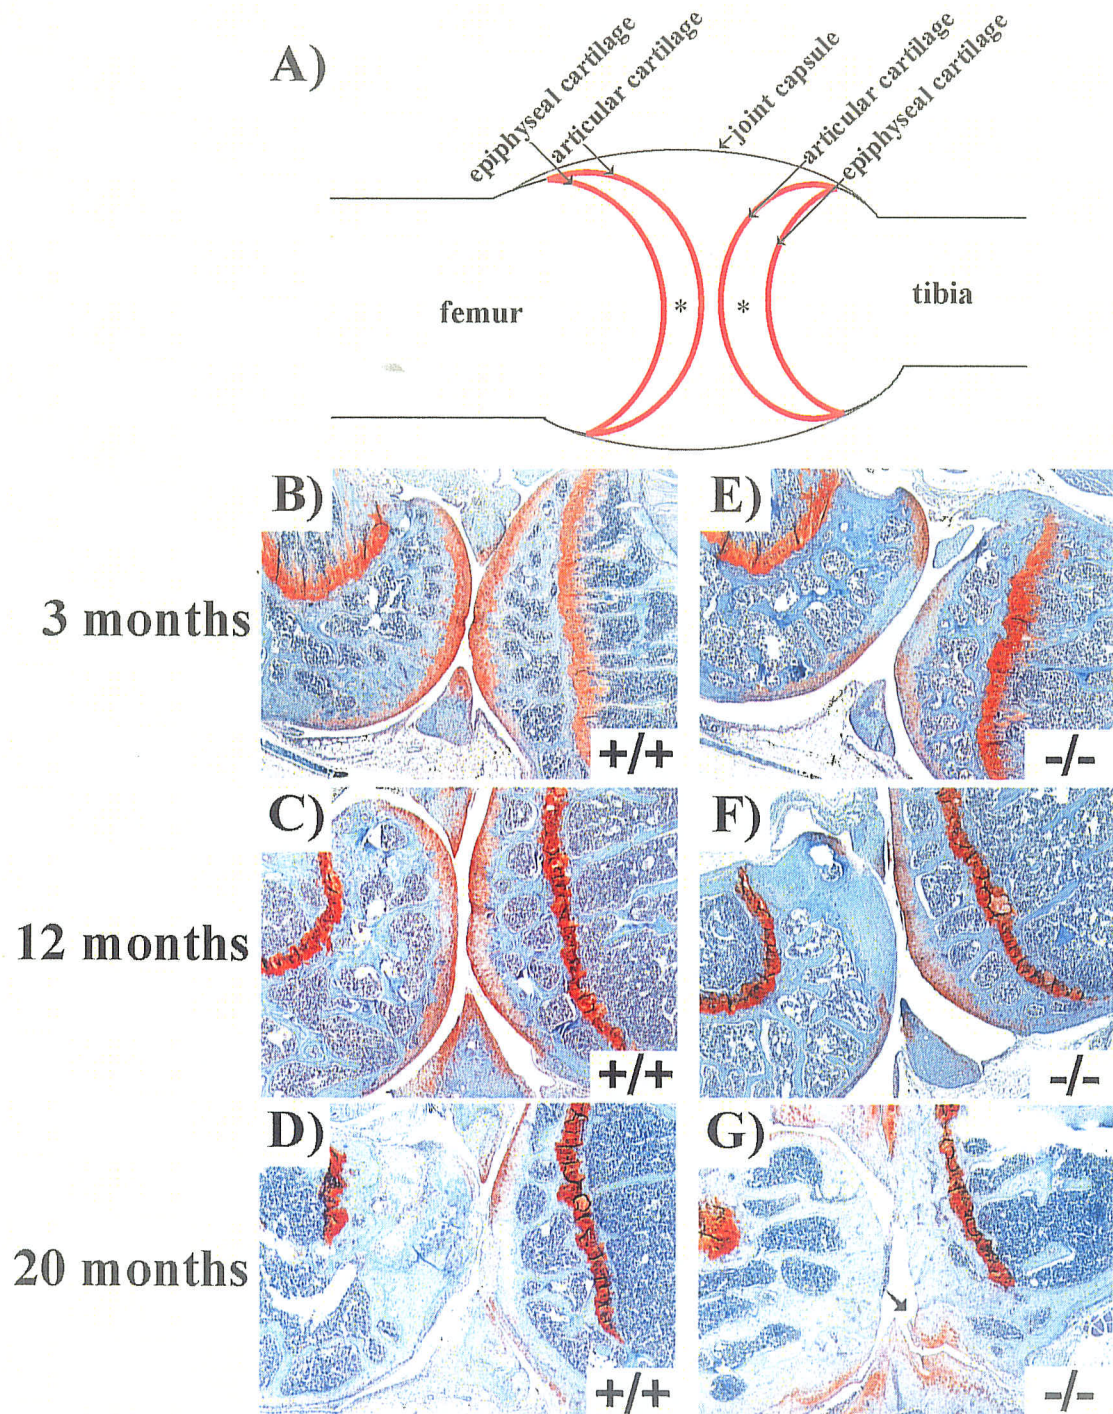 A)
epiphyseal cartilage
articular cartilage
←joint capsule
articular cartilage
epiphyseal cartilage
femur
*
*
tibia
B)
E)
3 months
+/+
-/-
C)
F)
12 months
+/+
-/-
D)
G)
20 months
+/+
-/-